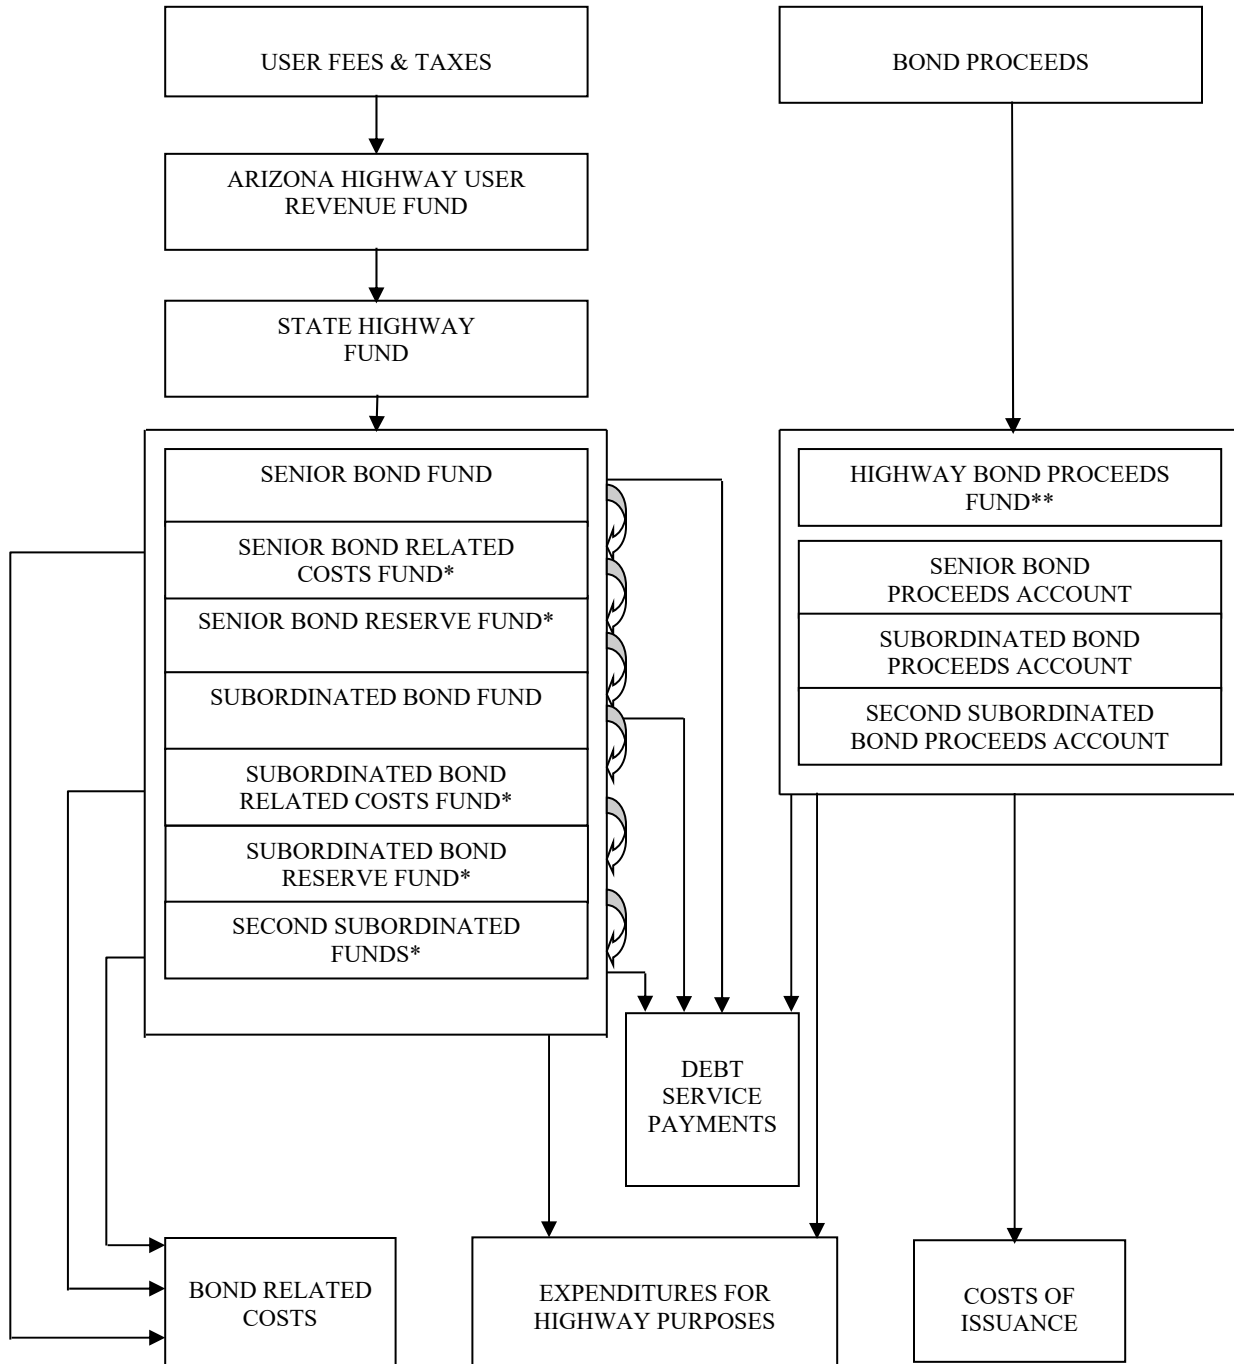 USER FEES & TAXES
BOND PROCEEDS
ARIZONA HIGHWAY USER
REVENUE FUND
STATE HIGHWAY
FUND
SENIOR BOND FUND
SENIOR BOND RELATED
COSTS FUND*
SENIOR BOND RESERVE FUND*
SUBORDINATED BOND FUND
SUBORDINATED BOND
RELATED COSTS FUND*
SUBORDINATED BOND
RESERVE FUND*
SECOND SUBORDINATED
FUNDS*
HIGHWAY BOND PROCEEDS
FUND**
SENIOR BOND
PROCEEDS ACCOUNT
SUBORDINATED BOND
PROCEEDS ACCOUNT
SECOND SUBORDINATED
BOND PROCEEDS ACCOUNT
DEBT
SERVICE
PAYMENTS
BOND RELATED
COSTS
EXPENDITURES FOR
HIGHWAY PURPOSES
COSTS OF
ISSUANCE